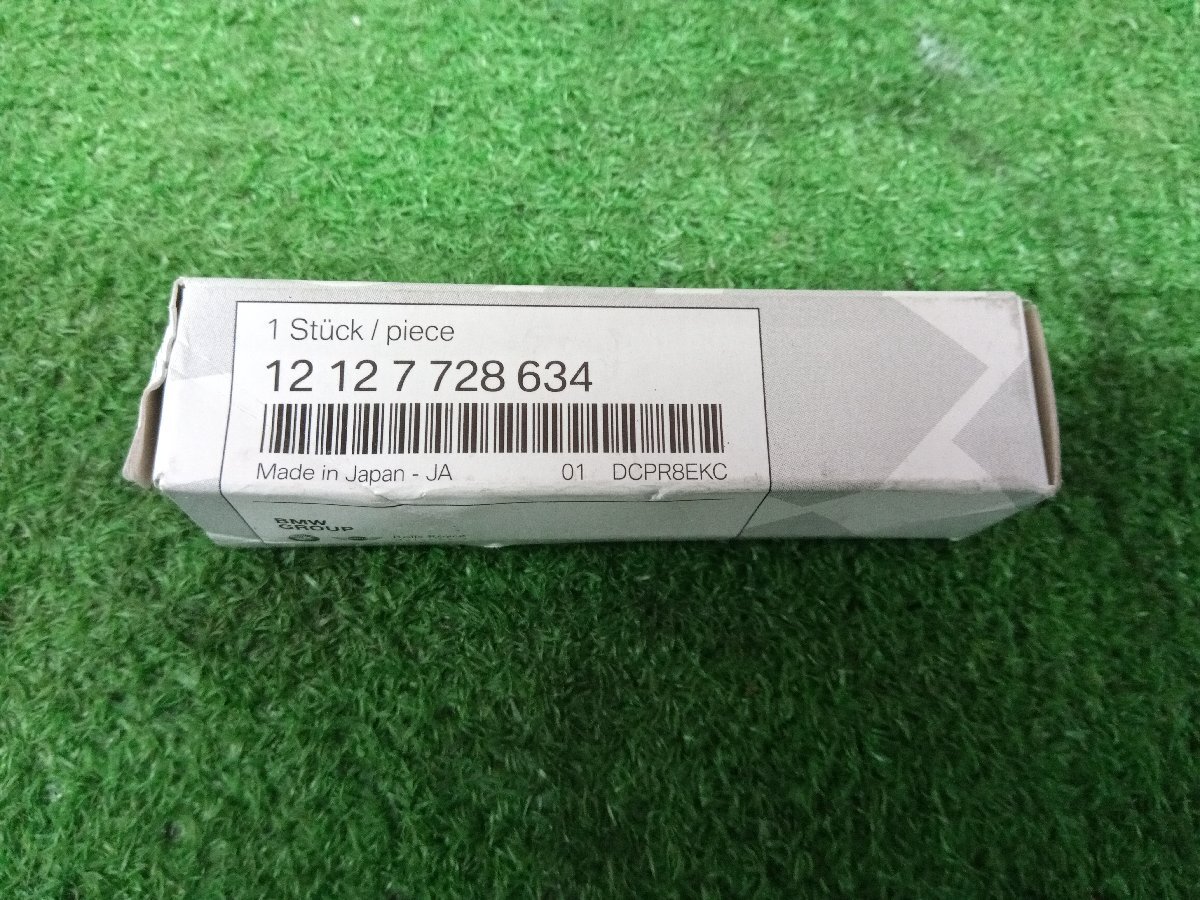 1 Stück / piece
12 12 7 728 634
Made in Japan - JA 01 DCPR8EKC
BMW
GROUP